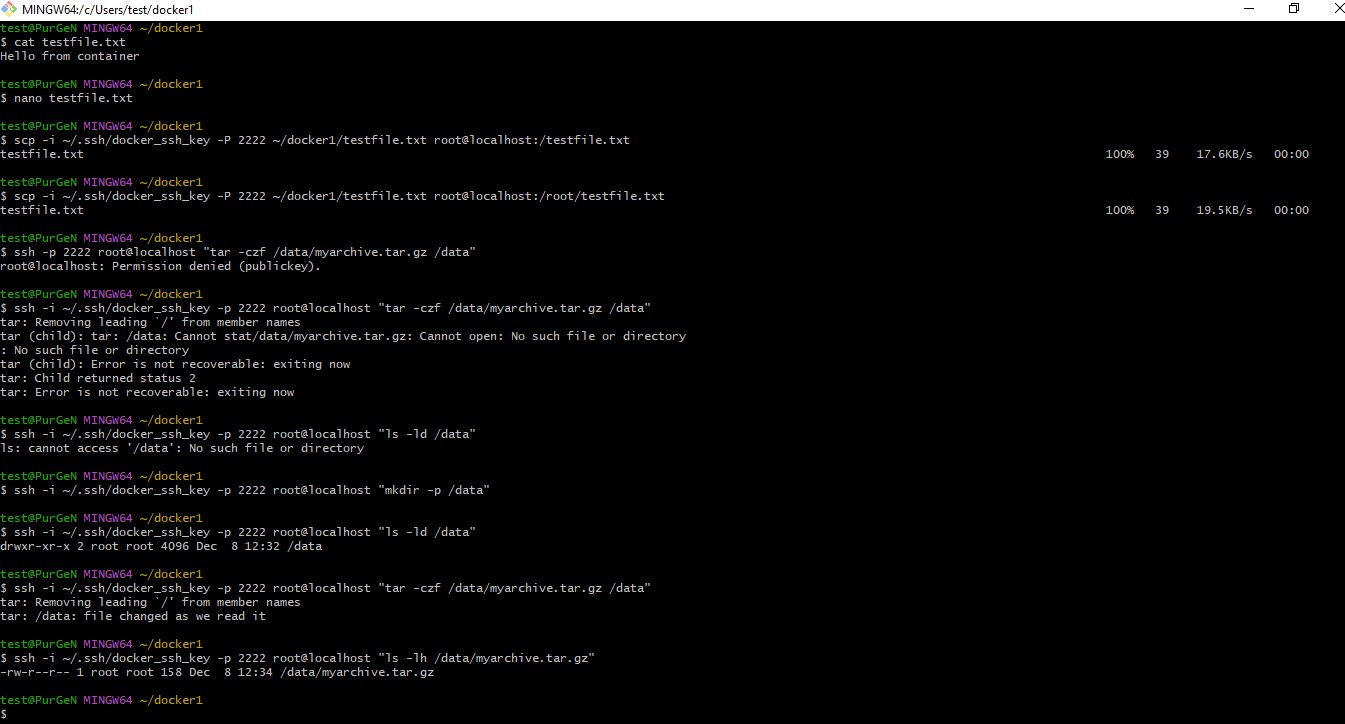 MINGW64:/c/Users/test/docker1
test@PurGeN MINGW64 ~/docker1
$ cat testfile.txt
Hello from container
test@PurGeN MINGW64 ~/docker1
$ nano testfile.txt
test@PurGeN MINGW64 ~/docker1
$ scp -i ~/.ssh/docker_ssh_key -P 2222 ~/docker1/testfile.txt root@localhost:/testfile.txt
testfile.txt 100% 39 17.6KB/s 00:00
test@PurGeN MINGW64 ~/docker1
$ scp -i ~/.ssh/docker_ssh_key -P 2222 ~/docker1/testfile.txt root@localhost:/root/testfile.txt
testfile.txt 100% 39 19.5KB/s 00:00
test@PurGeN MINGW64 ~/docker1
$ ssh -p 2222 root@localhost "tar -czf /data/myarchive.tar.gz /data"
root@localhost: Permission denied (publickey).
test@PurGeN MINGW64 ~/docker1
$ ssh -i ~/.ssh/docker_ssh_key -p 2222 root@localhost "tar -czf /data/myarchive.tar.gz /data"
tar: Removing leading `/' from member names
tar (child): tar: /data: Cannot stat/data/myarchive.tar.gz: Cannot open: No such file or directory
: No such file or directory
tar (child): Error is not recoverable: exiting now
tar: Child returned status 2
tar: Error is not recoverable: exiting now
test@PurGeN MINGW64 ~/docker1
$ ssh -i ~/.ssh/docker_ssh_key -p 2222 root@localhost "ls -ld /data"
ls: cannot access '/data': No such file or directory
test@PurGeN MINGW64 ~/docker1
$ ssh -i ~/.ssh/docker_ssh_key -p 2222 root@localhost "mkdir -p /data"
test@PurGeN MINGW64 ~/docker1
$ ssh -i ~/.ssh/docker_ssh_key -p 2222 root@localhost "ls -ld /data"
drwxr-xr-x 2 root root 4096 Dec  8 12:32 /data
test@PurGeN MINGW64 ~/docker1
$ ssh -i ~/.ssh/docker_ssh_key -p 2222 root@localhost "tar -czf /data/myarchive.tar.gz /data"
tar: Removing leading `/' from member names
tar: /data: file changed as we read it
test@PurGeN MINGW64 ~/docker1
$ ssh -i ~/.ssh/docker_ssh_key -p 2222 root@localhost "ls -lh /data/myarchive.tar.gz"
-rw-r--r-- 1 root root 158 Dec  8 12:34 /data/myarchive.tar.gz
test@PurGeN MINGW64 ~/docker1
$